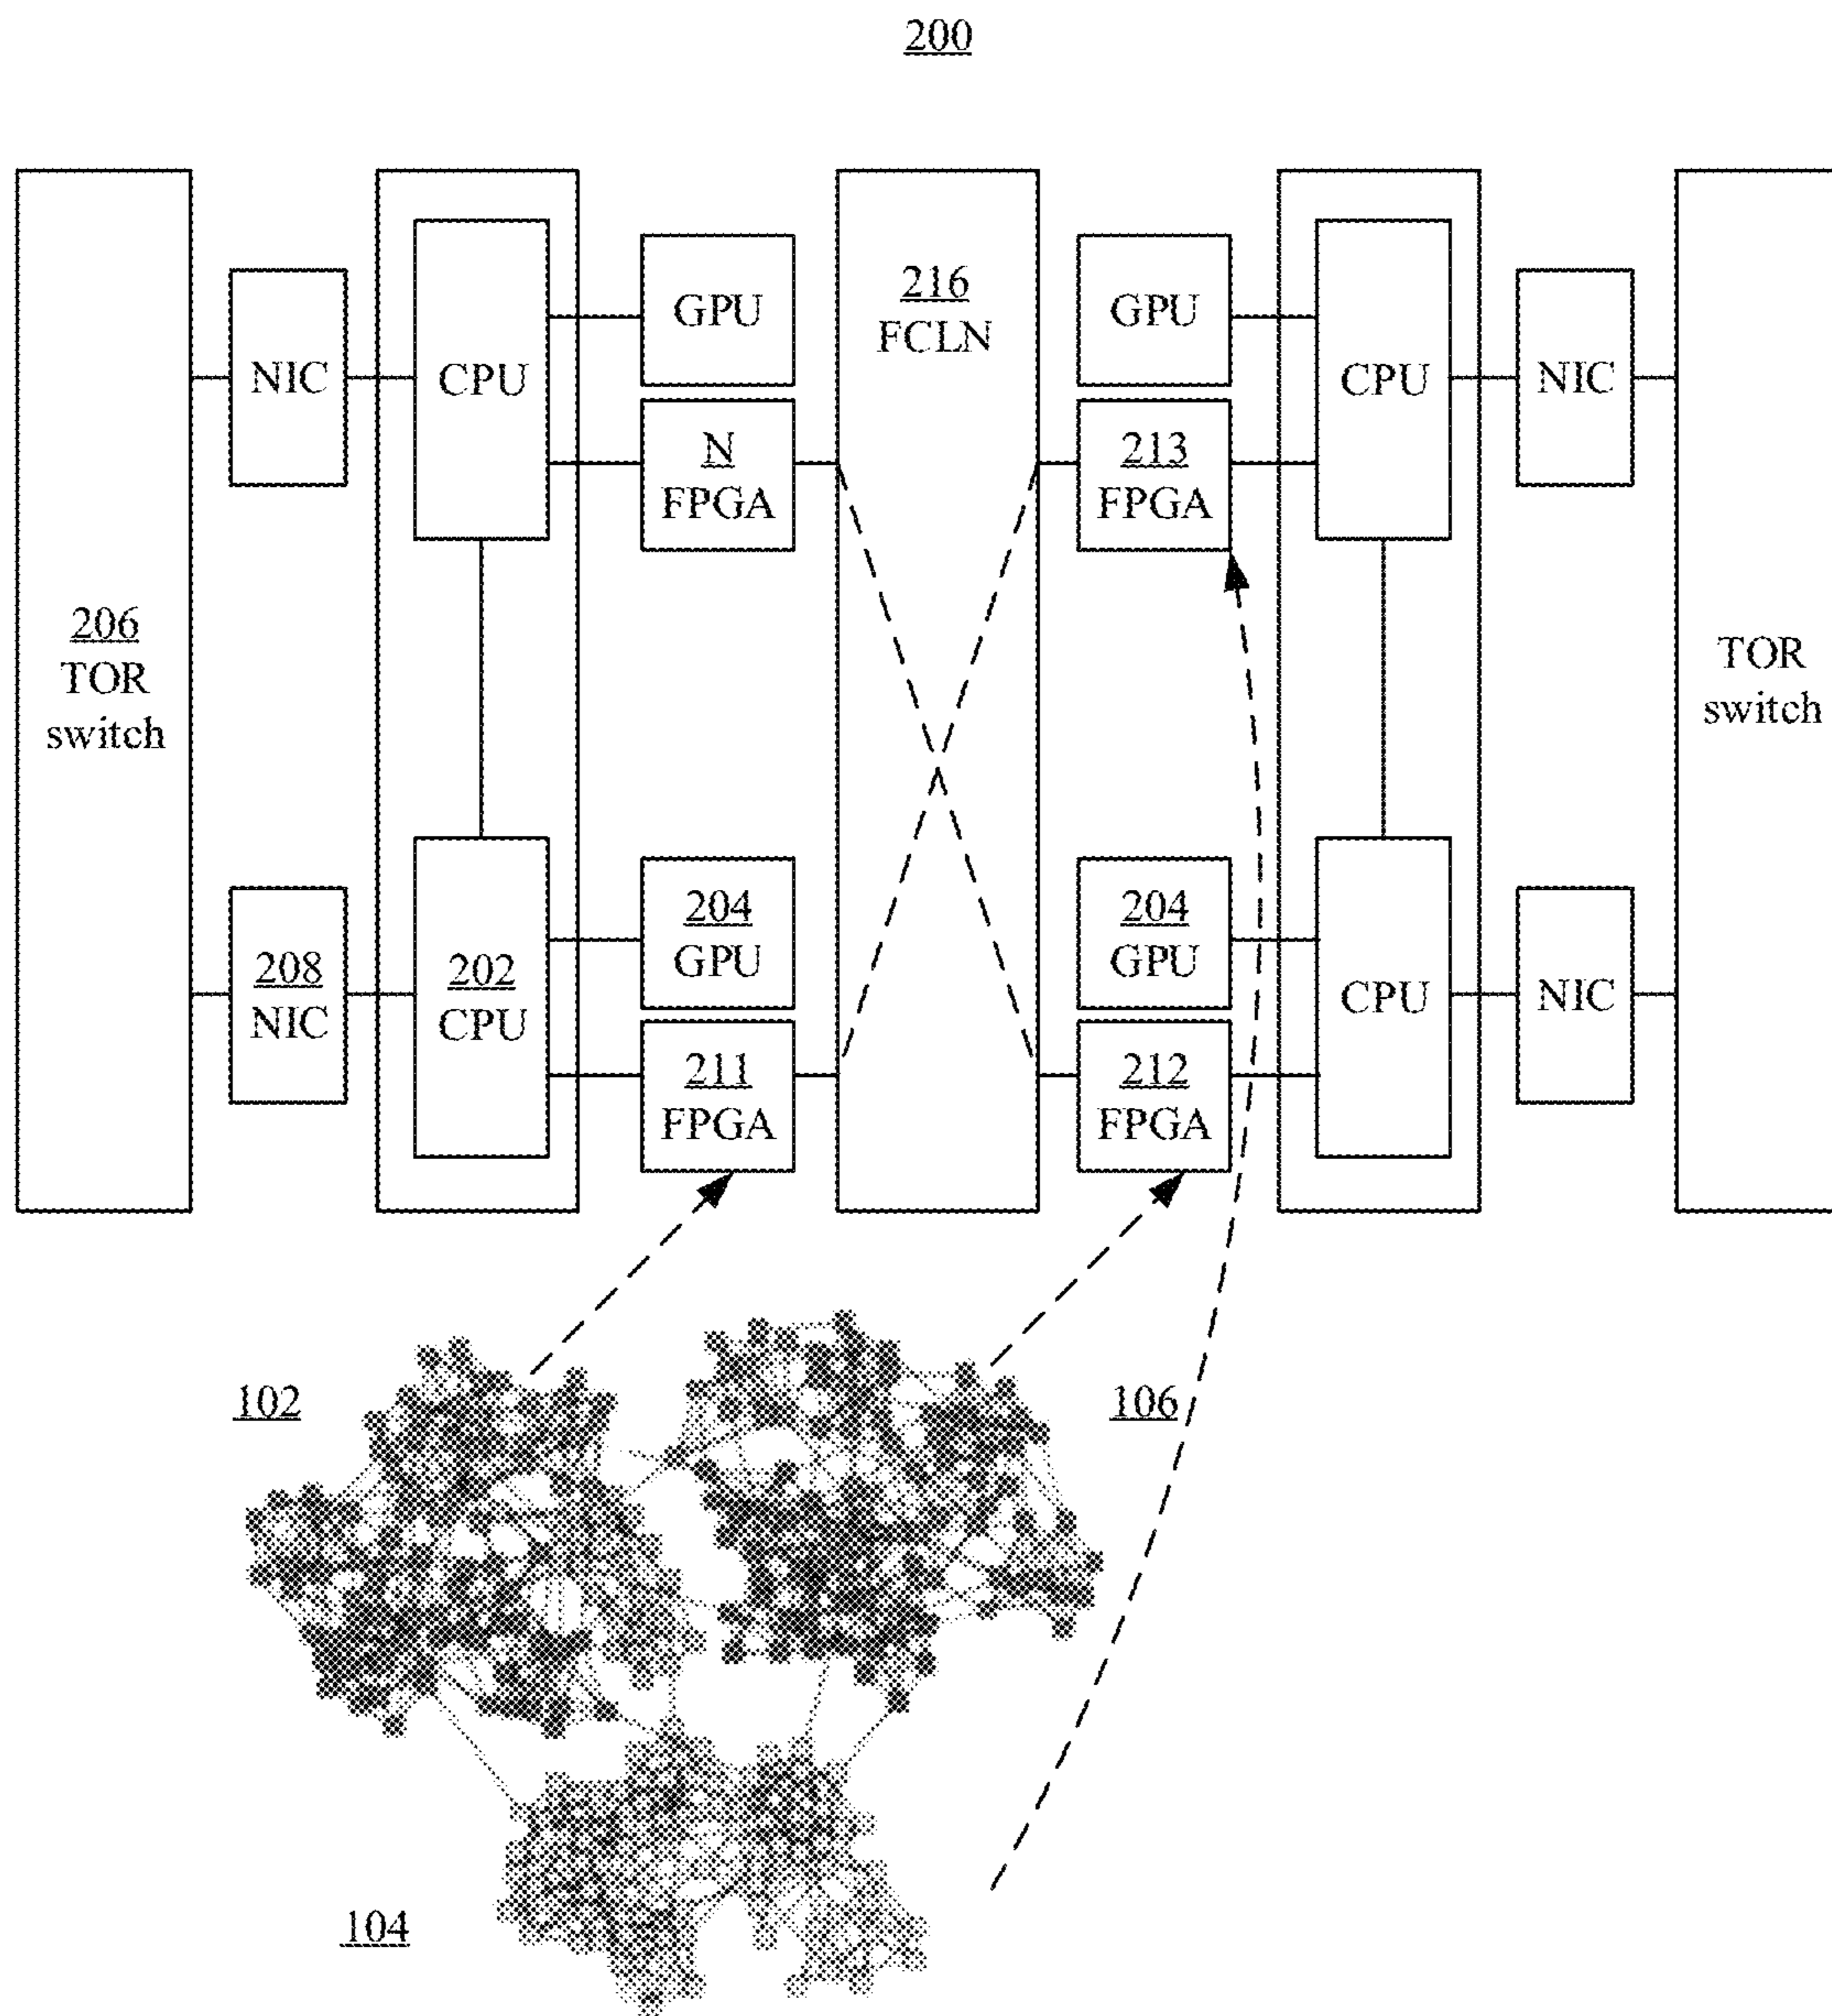 200
216
FCLN
GPU
GPU
NIC
CPU
CPU
NIC
N
FPGA
213
FPGA
206
TOR
switch
TOR
switch
204
GPU
204
GPU
208
NIC
202
CPU
CPU
NIC
211
FPGA
212
FPGA
102
106
104